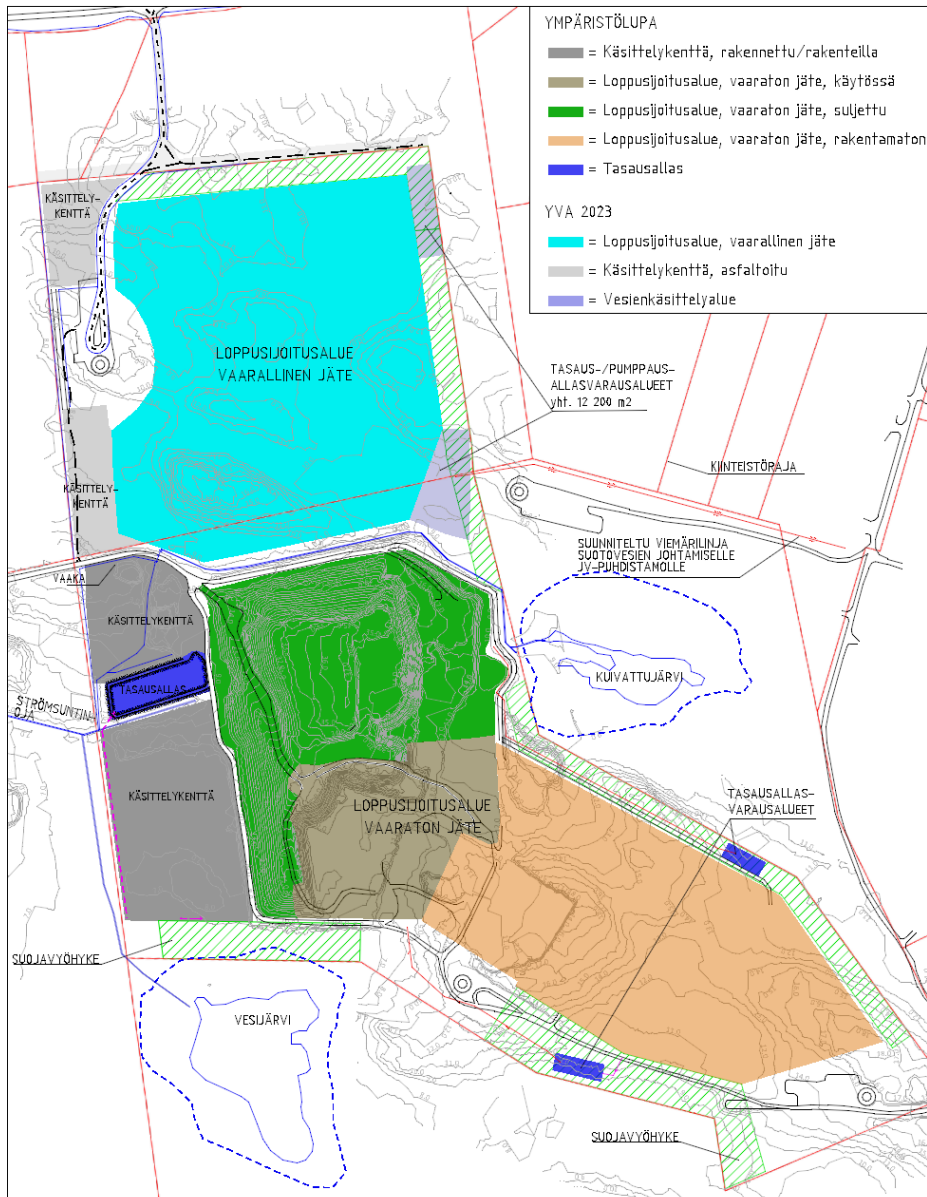 YMPÄRISTÖLUPA
= Käsittelykenttä, rakennettu/rakenteilla
= Loppusijoitusalue, vaaraton jäte, käytössä
= Loppusijoitusalue, vaaraton jäte, suljettu
= Loppusijoitusalue, vaaraton jäte, rakentamaton
= Tasausallas
YVA 2023
= Loppusijoitusalue, vaarallinen jäte
= Käsittelykenttä, asfaltoitu
= Vesienkäsittelyalue
KÄSITTELY-
KENTTÄ
LOPPUSIJOITUSALUE
VAARALLINEN JÄTE
TASAUS-/PUMPPAUS-
ALLASVARAUSALUEET
yht. 12 200 m2
KIINTEISTÖRAJA
KÄSITTELY-
KENTTÄ
SUUNNITELTU VIEMÄRILINJA
SUOTOVESIEN JOHTAMISELLE
JV-PUHDISTAMOLLE
VAAKA
KÄSITTELYKENTTÄ
TASAUSALLAS
KUIVATTUJÄRVI
STRÖMSUNTIN-
OJA
KÄSITTELYKENTTÄ
LOPPUSIJOITUSALUE
VAARATON JÄTE
TASAUSALLAS-
VARAUSALUEET
SUOJAVYÖHYKE
VESIJÄRVI
SUOJAVYÖHYKE